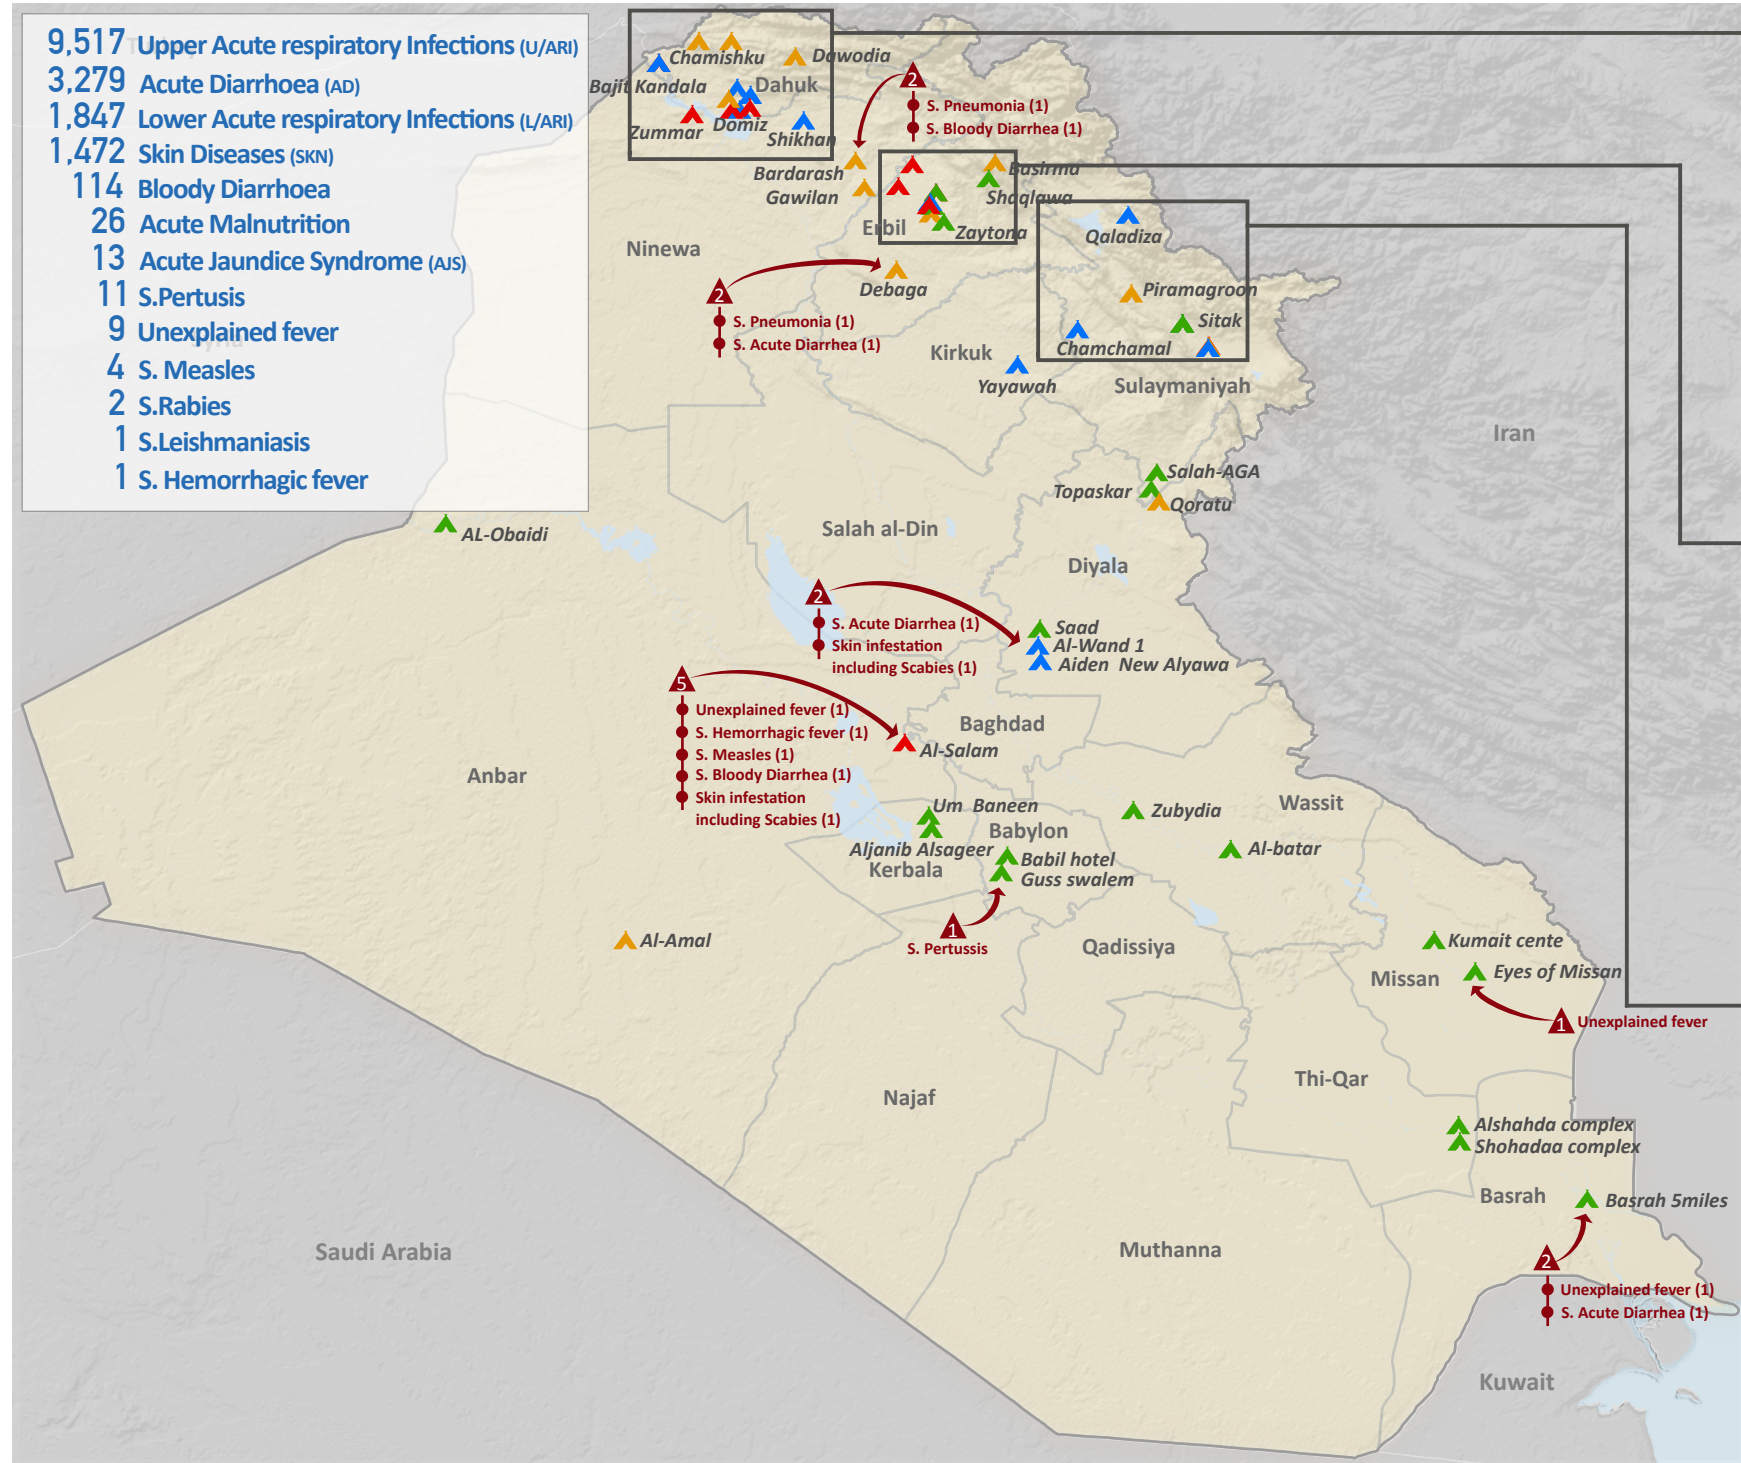 9,517 Upper Acute respiratory Infections (U/ARI)
3,279 Acute Diarrhoea (AD)
1,847 Lower Acute respiratory Infections (L/ARI)
1,472 Skin Diseases (SKN)
114 Bloody Diarrhoea
26 Acute Malnutrition
13 Acute Jaundice Syndrome (AJS)
11 S.Pertusis
9 Unexplained fever
4 S. Measles
2 S.Rabies
1 S.Leishmaniasis
1 S. Hemorrhagic fever
Syria
Chamishku
Dawodia
Bajit Kandala
Dahuk
Zummar
Domiz
Shikhan
2
S. Pneumonia (1)
S. Bloody Diarrhea (1)
Bardarash
Gawilan
Basirma
Shaqlawa
Erbil
Zaytona
Ninewa
Qaladiza
Debaga
2
S. Pneumonia (1)
S. Acute Diarrhea (1)
Piramagroon
Sitak
Chamchamal
Kirkuk
Yayawah
Sulaymaniyah
Iran
Salah-AGA
Topaskar
Qoratu
AL-Obaidi
Salah al-Din
Diyala
2
S. Acute Diarrhea (1)
Skin infestation
including Scabies (1)
Saad
Al-Wand 1
Aiden New Alyawa
5
Unexplained fever (1)
S. Hemorrhagic fever (1)
S. Measles (1)
S. Bloody Diarrhea (1)
Skin infestation
including Scabies (1)
Baghdad
Al-Salam
Anbar
Um Baneen
Aljanib Alsageer
Babylon
Kerbala
Babil hotel
Guss swalem
Zubydia
Wassit
Al-batar
1
S. Pertussis
Al-Amal
Qadissiya
Kumait cente
Missan
Eyes of Missan
1
Unexplained fever
Thi-Qar
Najaf
Alshahda complex
Shohadaa complex
Basrah
Basrah 5miles
Saudi Arabia
Muthanna
2
Unexplained fever (1)
S. Acute Diarrhea (1)
Kuwait